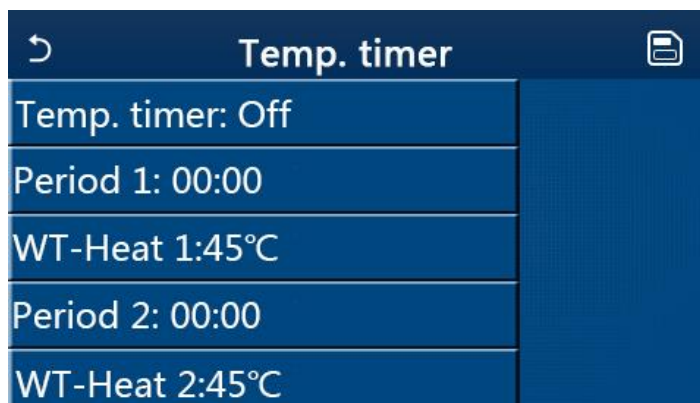 Temp. timer
Temp. timer: Off
Period 1: 00:00
WT-Heat 1:45℃
Period 2: 00:00
WT-Heat 2:45℃